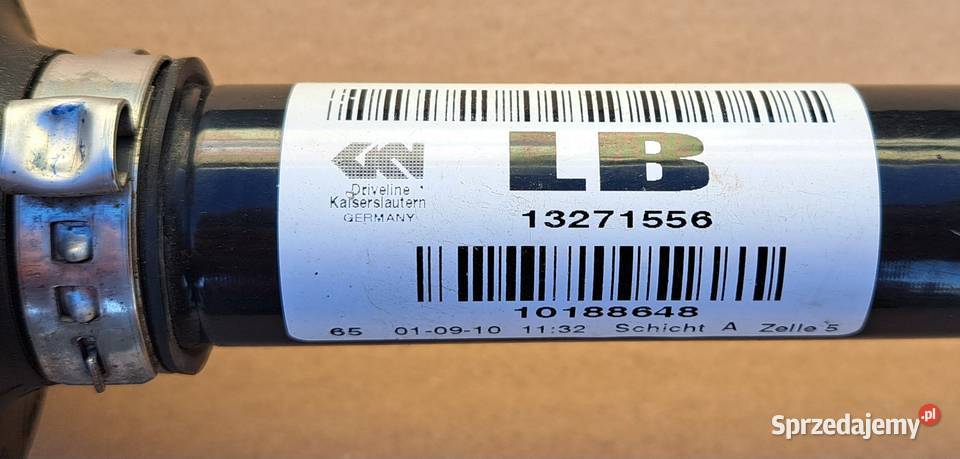 LB
GKN
Driveline
Kaiserslautern
GERMANY
13271556
10188648
65 01-09-10 11:32 Schicht A Zelle 5
Sprzedajemy.pl